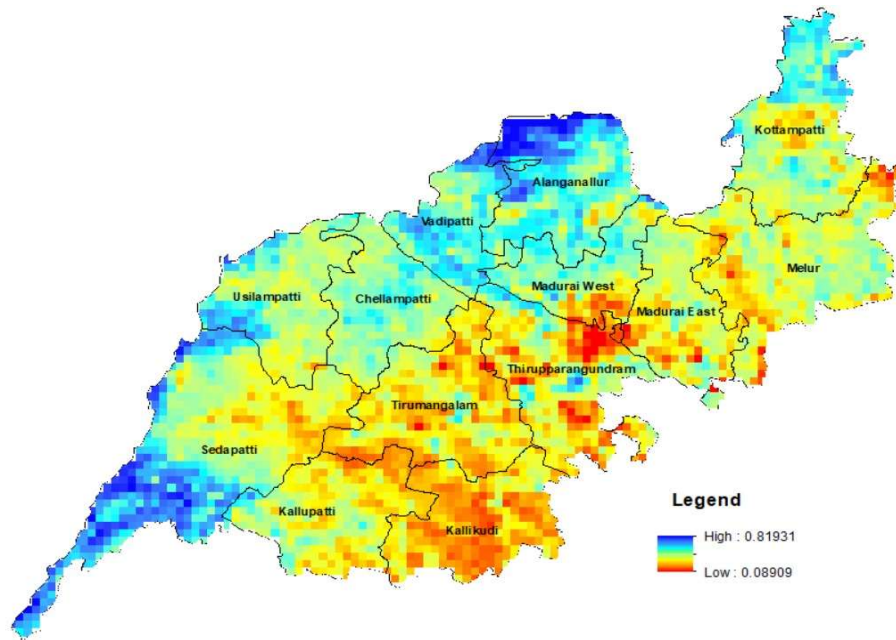 Kottampatti
Alanganallur
Vadipatti
Melur
Madurai West
Usilampatti
Chellampatti
Madurai East
Thirupparangundram
Tirumangalam
Sedapatti
Kallupatti
Kallikudi
Legend
High : 0.81931
Low : 0.08909